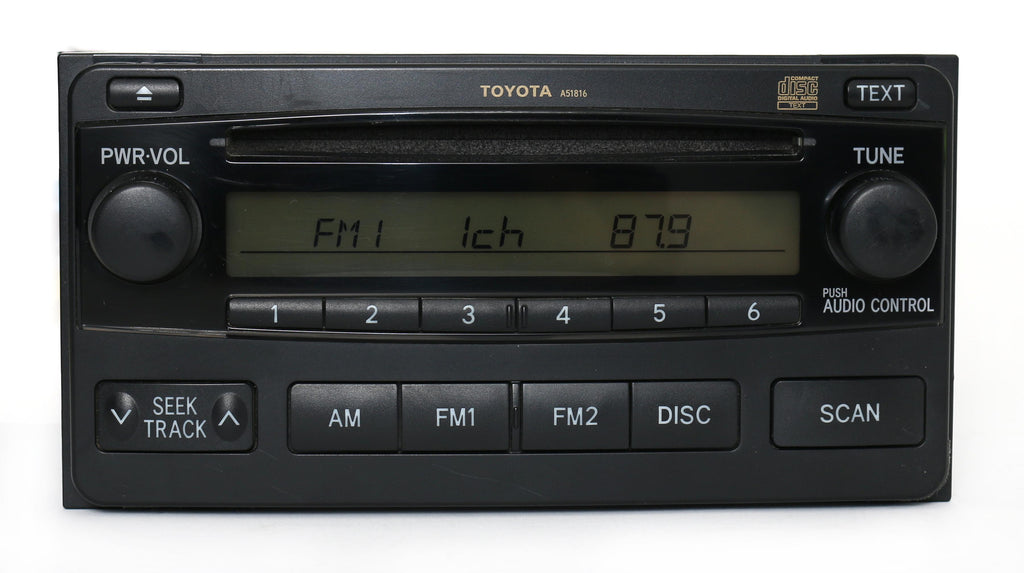 TOYOTA A51816
COMPACT
disc
DIGITAL AUDIO
TEXT
TEXT
PWR·VOL
TUNE
FM1 1ch 87.9
1 2 3 4 5 6
PUSH
AUDIO CONTROL
SEEK
TRACK
AM FM1 FM2 DISC
SCAN